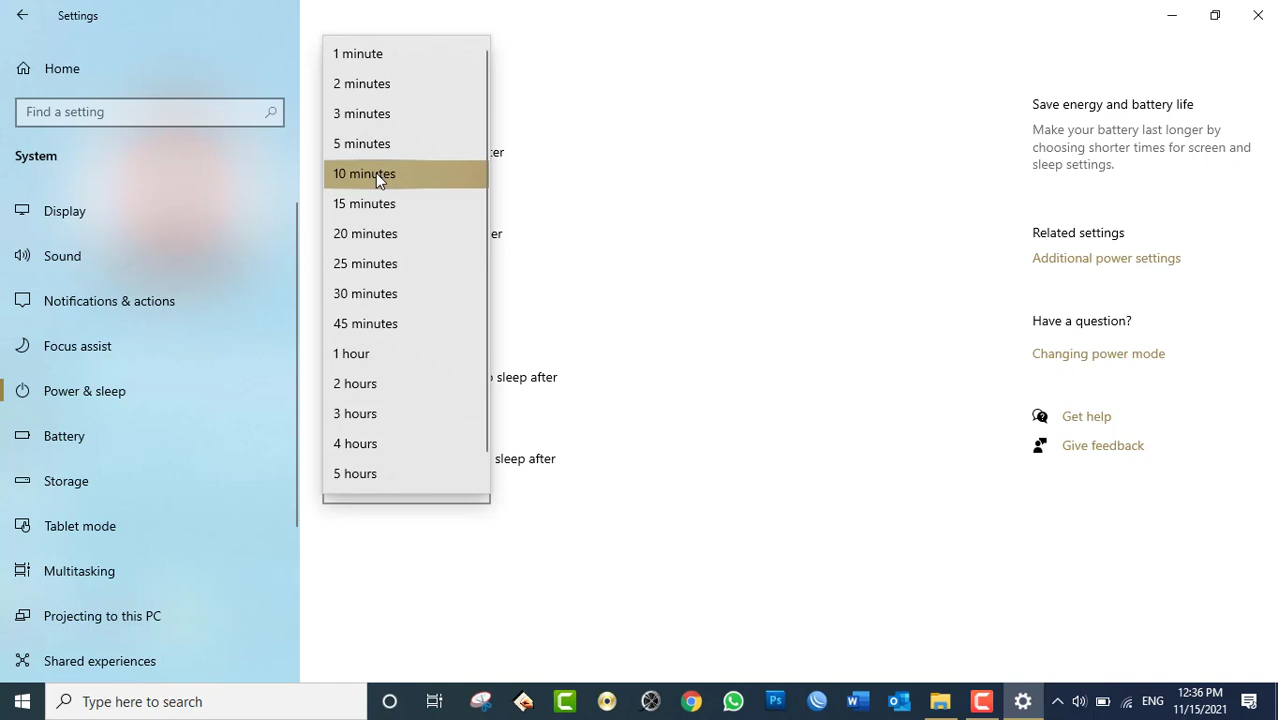 Settings
Home
Find a setting
System
Display
Sound
Notifications & actions
Focus assist
Power & sleep
Battery
Storage
Tablet mode
Multitasking
Projecting to this PC
Shared experiences
1 minute
2 minutes
3 minutes
5 minutes
10 minutes
15 minutes
20 minutes
25 minutes
30 minutes
45 minutes
1 hour
2 hours
3 hours
4 hours
5 hours
sleep after
sleep after
Save energy and battery life
Make your battery last longer by
choosing shorter times for screen and
sleep settings.
Related settings
Additional power settings
Have a question?
Changing power mode
Get help
Give feedback
Type here to search
Ps
ENG
12:36 PM
11/15/2021